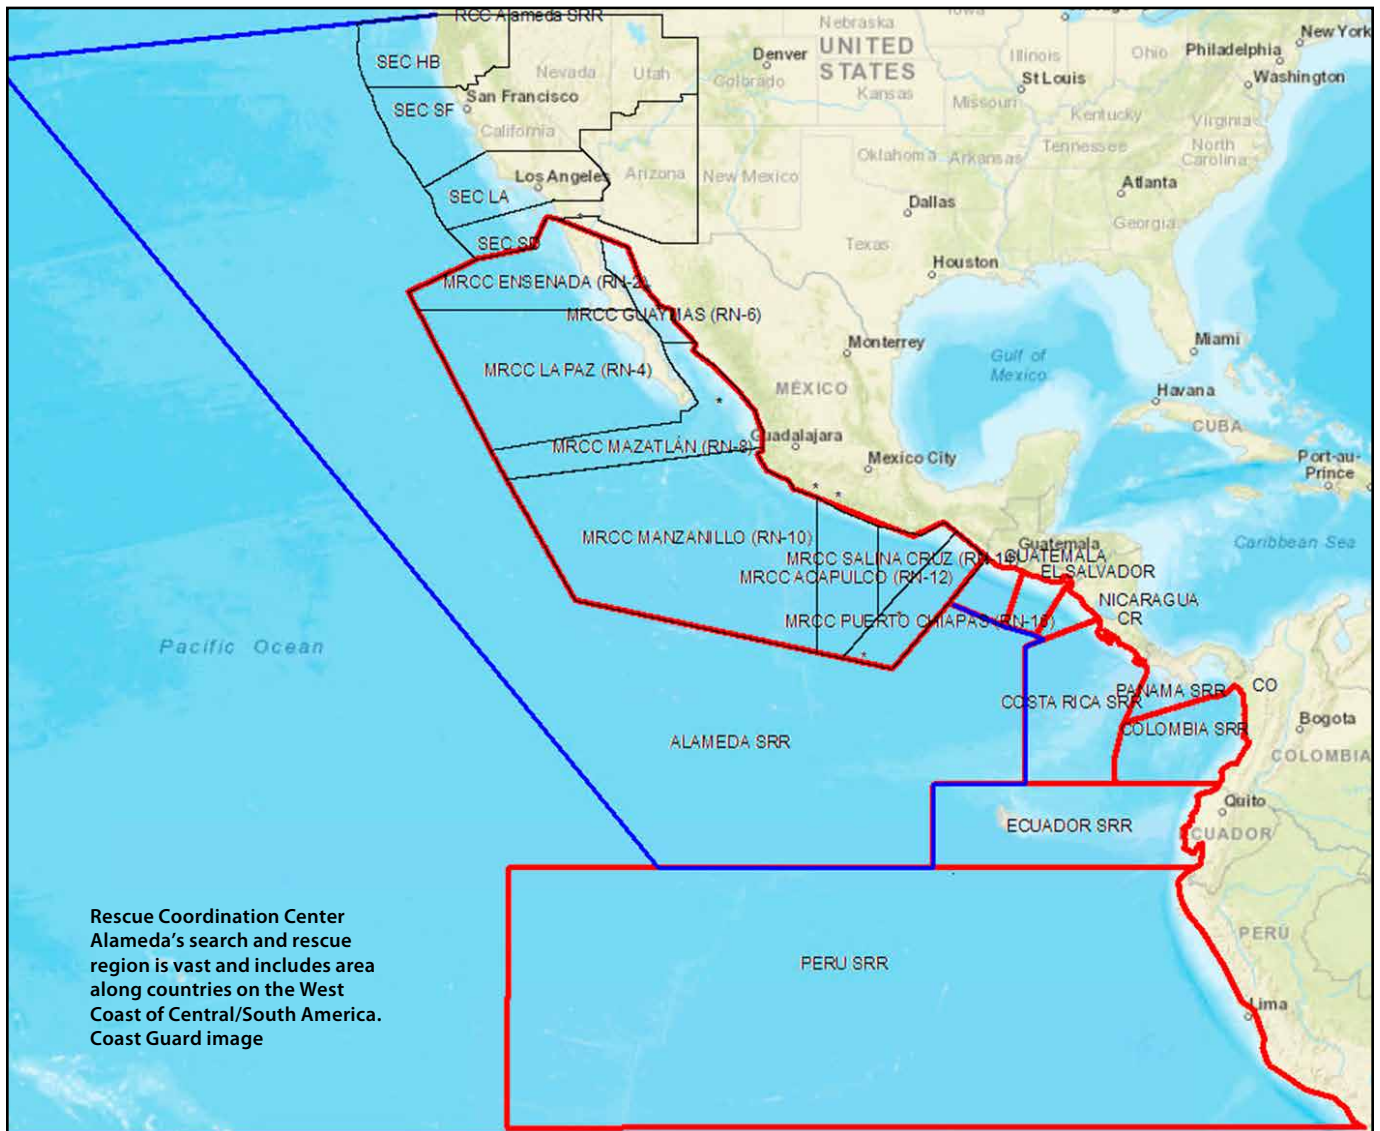 RCC Alameda SRR
Nebraska
UNITED
STATES
Iowa
New York
Philadelphia
Washington
Denver
Illinois
Ohio
SEC HB
Nevada
Utah
Colorado
Kansas
St Louis
Missouri
Kentucky
Virginia
San Francisco
SEC SF
California
Oklahoma
Arkansas
Tennessee
North
Carolina
Los Angeles
Arizona
New Mexico
Atlanta
SEC LA
Dallas
Georgia
SEC SD
Texas
Houston
MRCC ENSENADA (RN-2)
MRCC GUAYMAS (RN-6)
Monterrey
Miami
Gulf of
Mexico
MRCC LA PAZ (RN-4)
MÉXICO
Havana
CUBA
MRCC MAZATLÁN (RN-8)
Guadalajara
Mexico City
Port-au-
Prince
MRCC MANZANILLO (RN-10)
Guatemala
Caribbean Sea
MRCC SALINA CRUZ
GUATEMALA
MRCC ACAPULCO (RN-12)
EL SALVADOR
NICARAGUA
CR
MRCC PUERTO CHIAPAS
Pacific Ocean
COSTA RICA SRR
PANAMA SRR
CO
COLOMBIA SRR
Bogota
COLOMBIA
ALAMEDA SRR
Quito
ECUADOR SRR
ECUADOR
PERÚ
PERU SRR
Lima
Rescue Coordination Center
Alameda’s search and rescue
region is vast and includes area
along countries on the West
Coast of Central/South America.
Coast Guard image